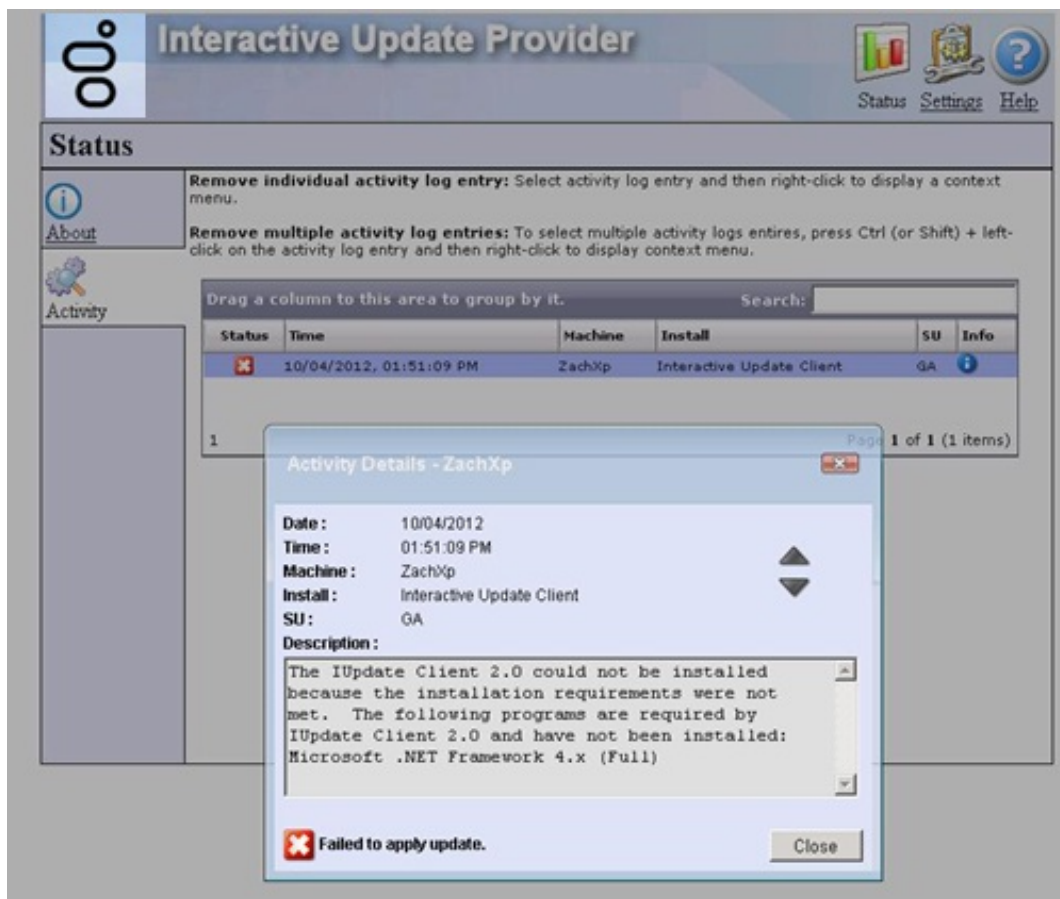 Interactive Update Provider
Status Settings Help
Status
About
Activity
Remove individual activity log entry: Select activity log entry and then right-click to display a context
menu.
Remove multiple activity log entries: To select multiple activity logs entires, press Ctrl (or Shift) + left-
click on the activity log entry and then right-click to display context menu.
Drag a column to this area to group by it. Search:
Status Time Machine Install SU Info
10/04/2012, 01:51:09 PM ZachXp Interactive Update Client GA
1 Page 1 of 1 (1 items)
Activity Details - ZachXp
Date : 10/04/2012
Time : 01:51:09 PM
Machine : ZachXp
Install : Interactive Update Client
SU : GA
Description :
The IUpdate Client 2.0 could not be installed
because the installation requirements were not
met. The following programs are required by
IUpdate Client 2.0 and have not been installed:
Microsoft .NET Framework 4.x (Full)
Failed to apply update.
Close